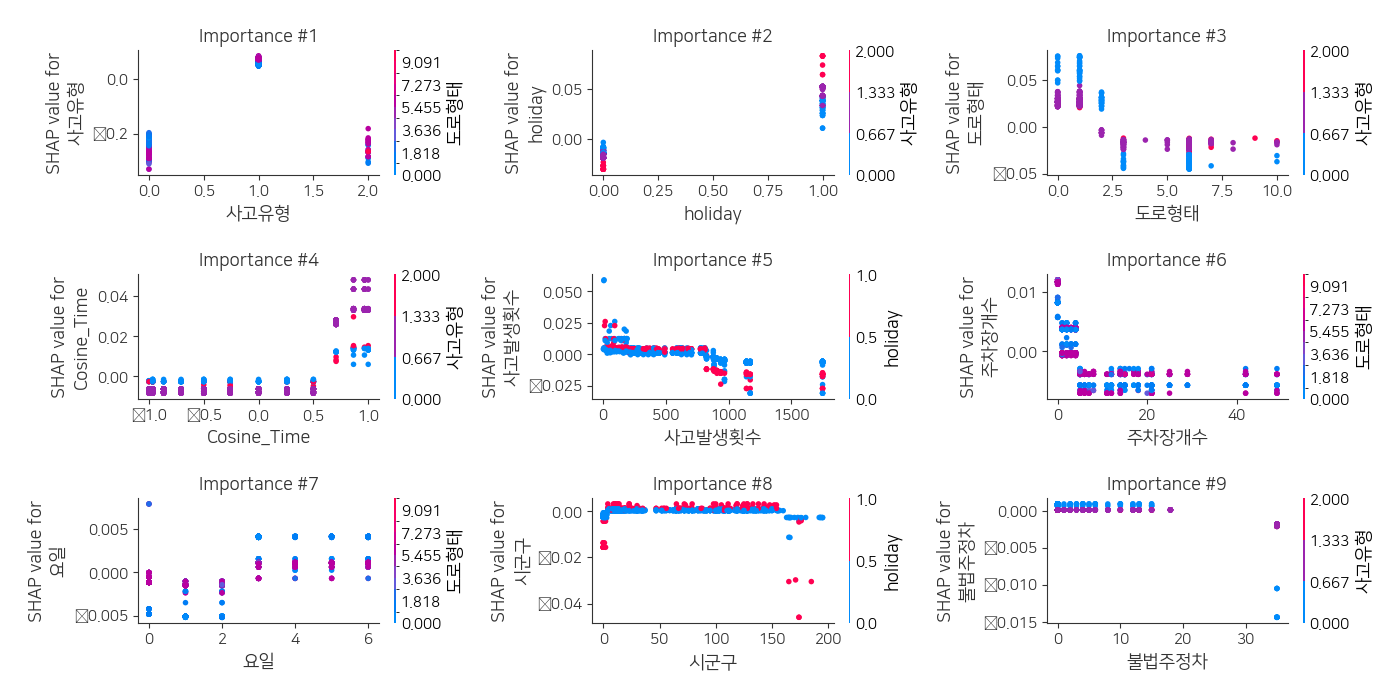 Importance #1
SHAP value for
사고유형
0.0
0.2
0.0
0.5
1.0
1.5
2.0
사고유형
9.091
7.273
5.455
3.636
1.818
0.000
도로형태
Importance #2
SHAP value for
holiday
0.05
0.00
0.00
0.25
0.50
0.75
1.00
holiday
2.000
1.333
0.667
0.000
사고유형
Importance #3
SHAP value for
도로형태
0.05
0.00
0.05
0.0
2.5
5.0
7.5
10.0
도로형태
2.000
1.333
0.667
0.000
사고유형
Importance #4
SHAP value for
Cosine_Time
0.04
0.02
0.00
1.0
0.5
0.0
0.5
1.0
Cosine_Time
2.000
1.333
0.667
0.000
사고유형
Importance #5
SHAP value for
사고발생횟수
0.050
0.025
0.000
0.025
0
500
1000
1500
사고발생횟수
1.0
0.5
0.0
holiday
Importance #6
SHAP value for
주차장개수
0.01
0.00
0
20
40
주차장개수
9.091
7.273
5.455
3.636
1.818
0.000
도로형태
Importance #7
SHAP value for
요일
0.005
0.000
0.005
0
2
4
6
요일
9.091
7.273
5.455
3.636
1.818
0.000
도로형태
Importance #8
SHAP value for
시군구
0.00
0.02
0.04
0
50
100
150
200
시군구
1.0
0.5
0.0
holiday
Importance #9
SHAP value for
불법주정차
0.000
0.005
0.010
0.015
0
10
20
30
불법주정차
2.000
1.333
0.667
0.000
사고유형